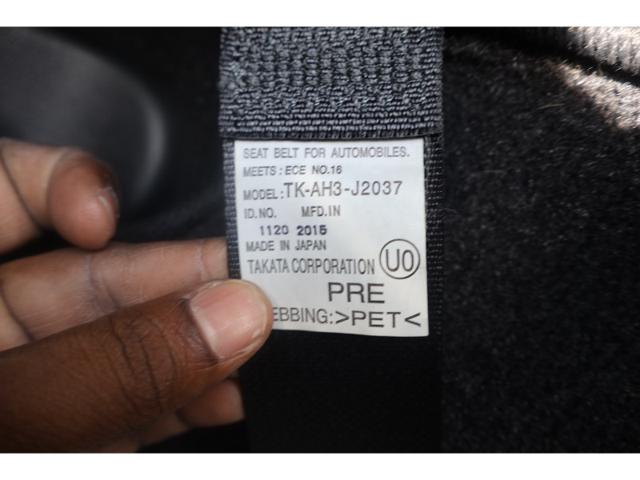 SEAT BELT FOR AUTOMOBILES.
MEETS : ECE NO.16
MODEL : TK-AH3-J2037
ID.NO. MFD.IN
1120 2015
MADE IN JAPAN
TAKATA CORPORATION U0
PRE
EBBING:>PET<